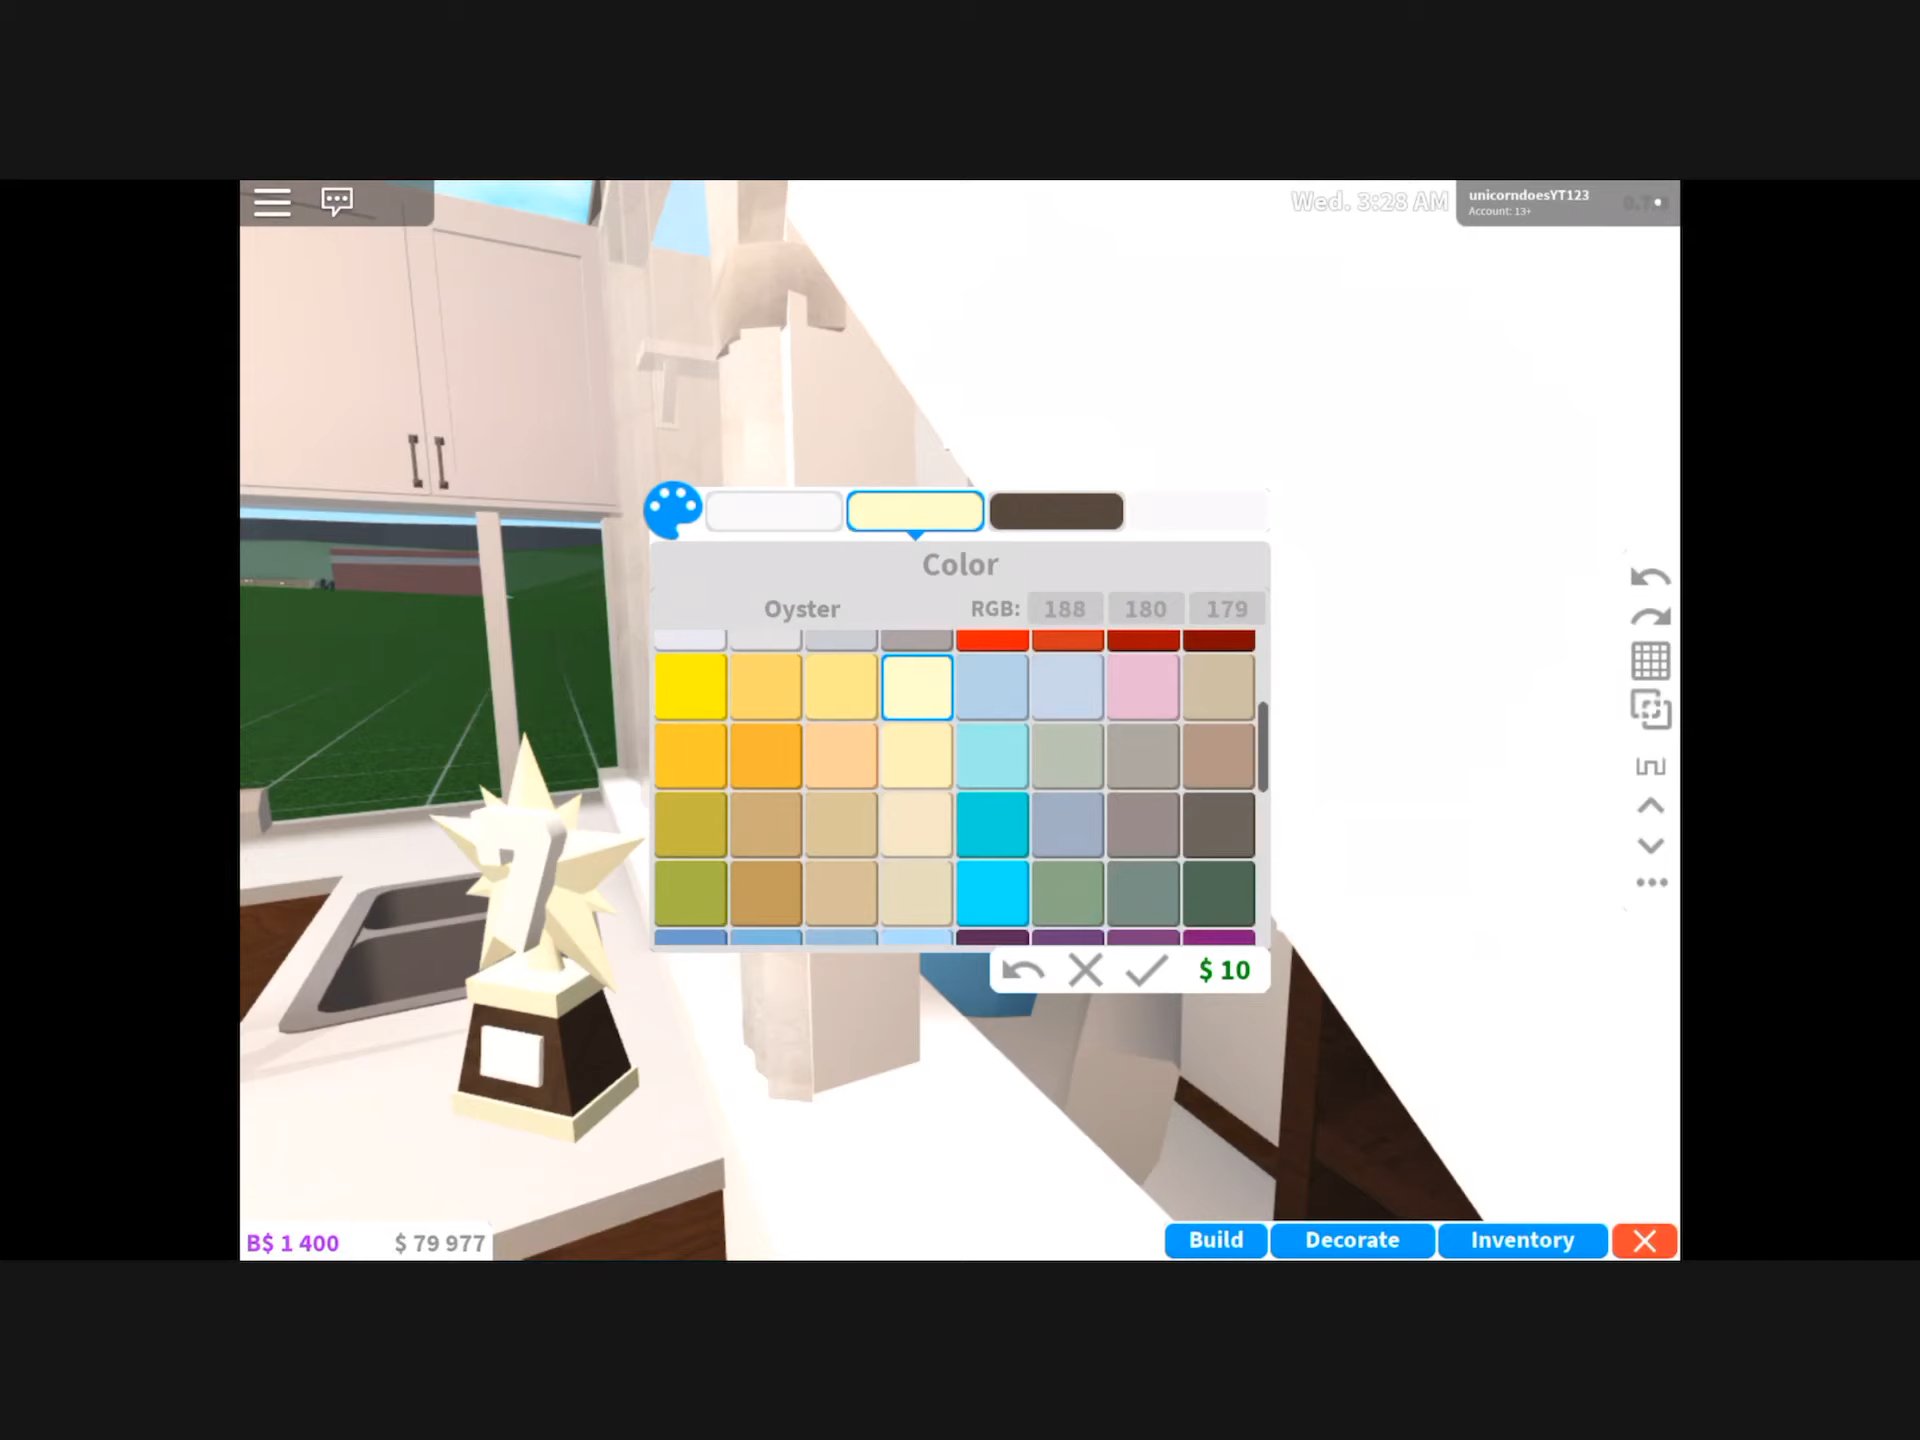 Wed. 3:28 AM
unicorndoesYT123
Account: 13+
Color
Oyster RGB: 188 180 179
7
$ 10
B$ 1 400 $ 79 977
Build Decorate Inventory